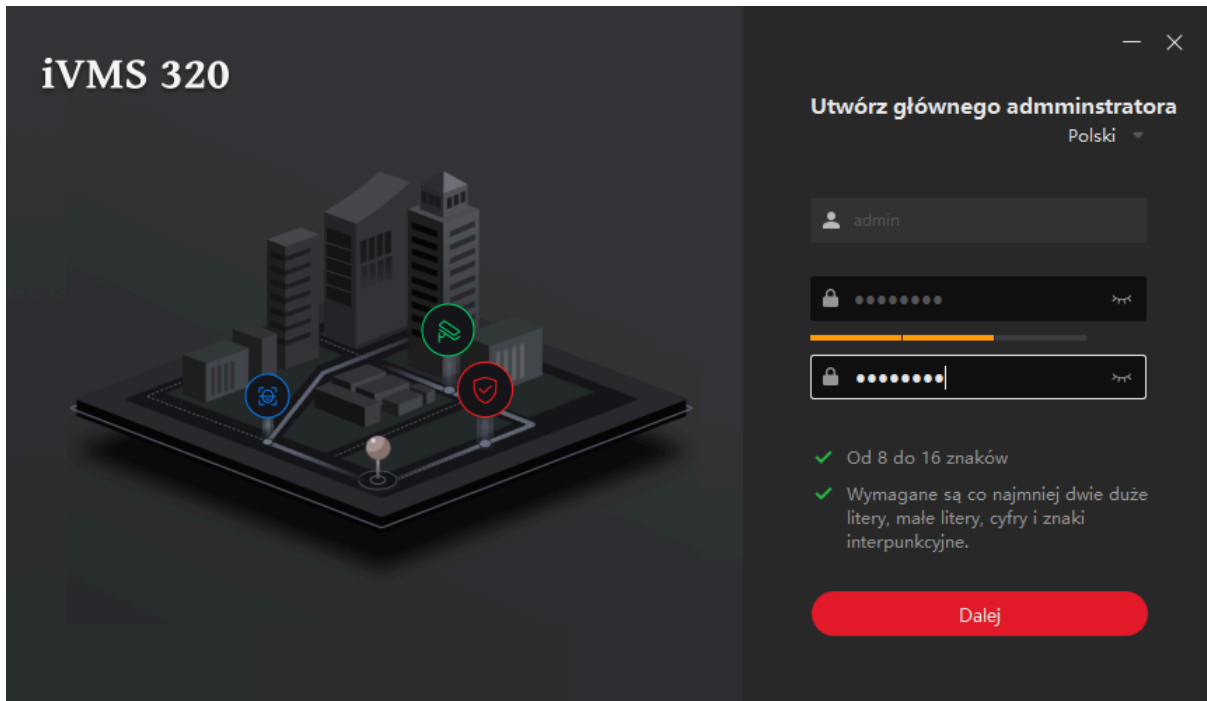 iVMS 320
Utwórz głównego admminstratora
Polski
admin
Od 8 do 16 znaków
Wymagane są co najmniej dwie duże
litery, małe litery, cyfry i znaki
interpunkcyjne.
Dalej